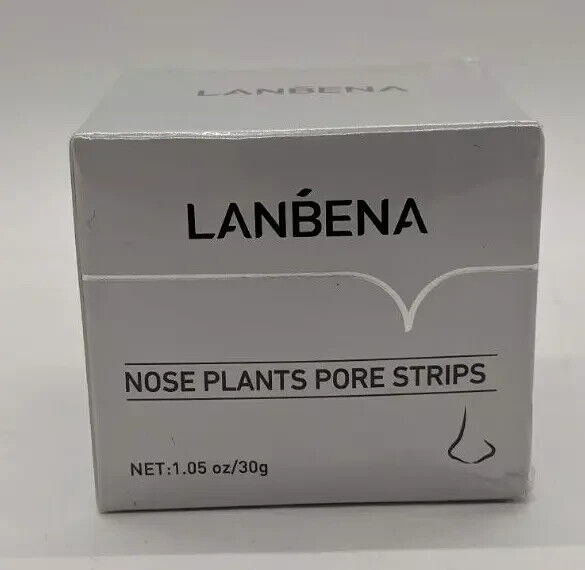 LANBENA
LANBENA
NOSE PLANTS PORE STRIPS
NET:1.05 oz/30g